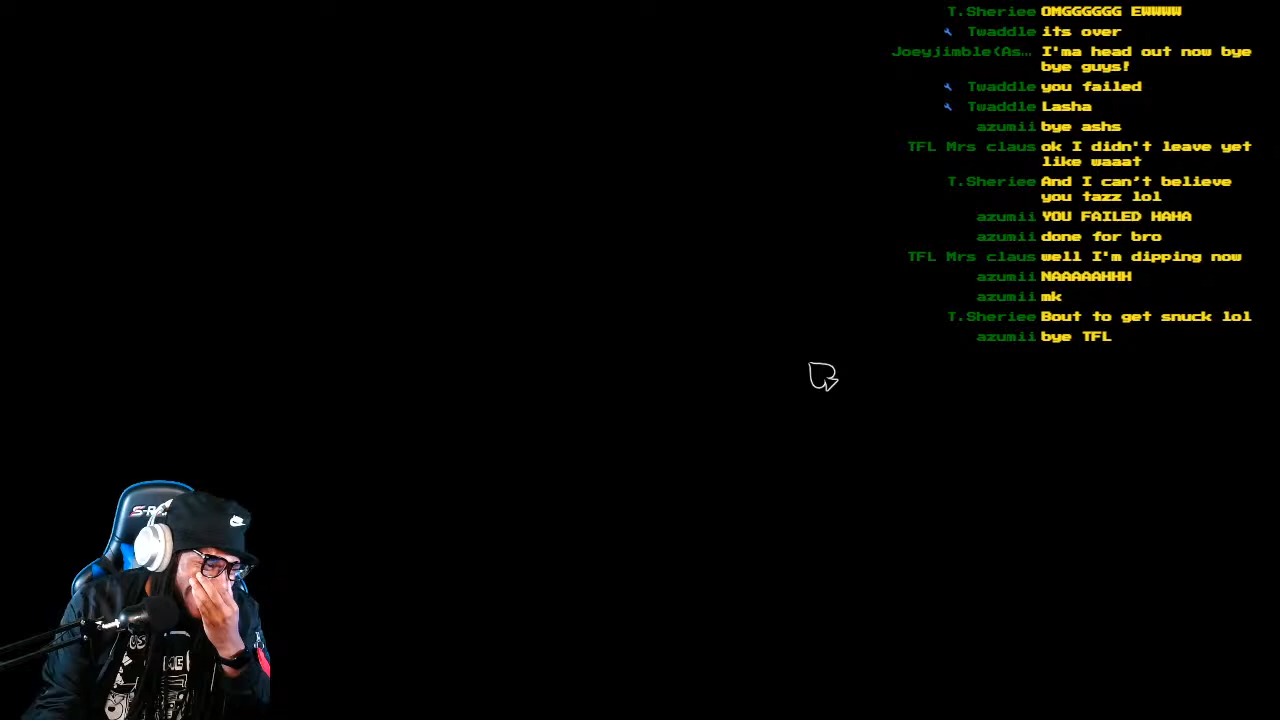 T.Sheriee OMGGGGGG EWWWW
Twaddle its over
Joeyjimble(As… I'ma head out now bye
bye guys!
Twaddle you failed
Twaddle Lasha
azumii bye ashs
TFL Mrs claus ok I didn't leave yet
like waaat
T.Sheriee And I can't believe
you tazz lol
azumii YOU FAILED HAHA
azumii done for bro
TFL Mrs claus well I'm dipping now
azumii NAAAAAHHH
azumii mk
T.Sheriee Bout to get snuck lol
azumii bye TFL